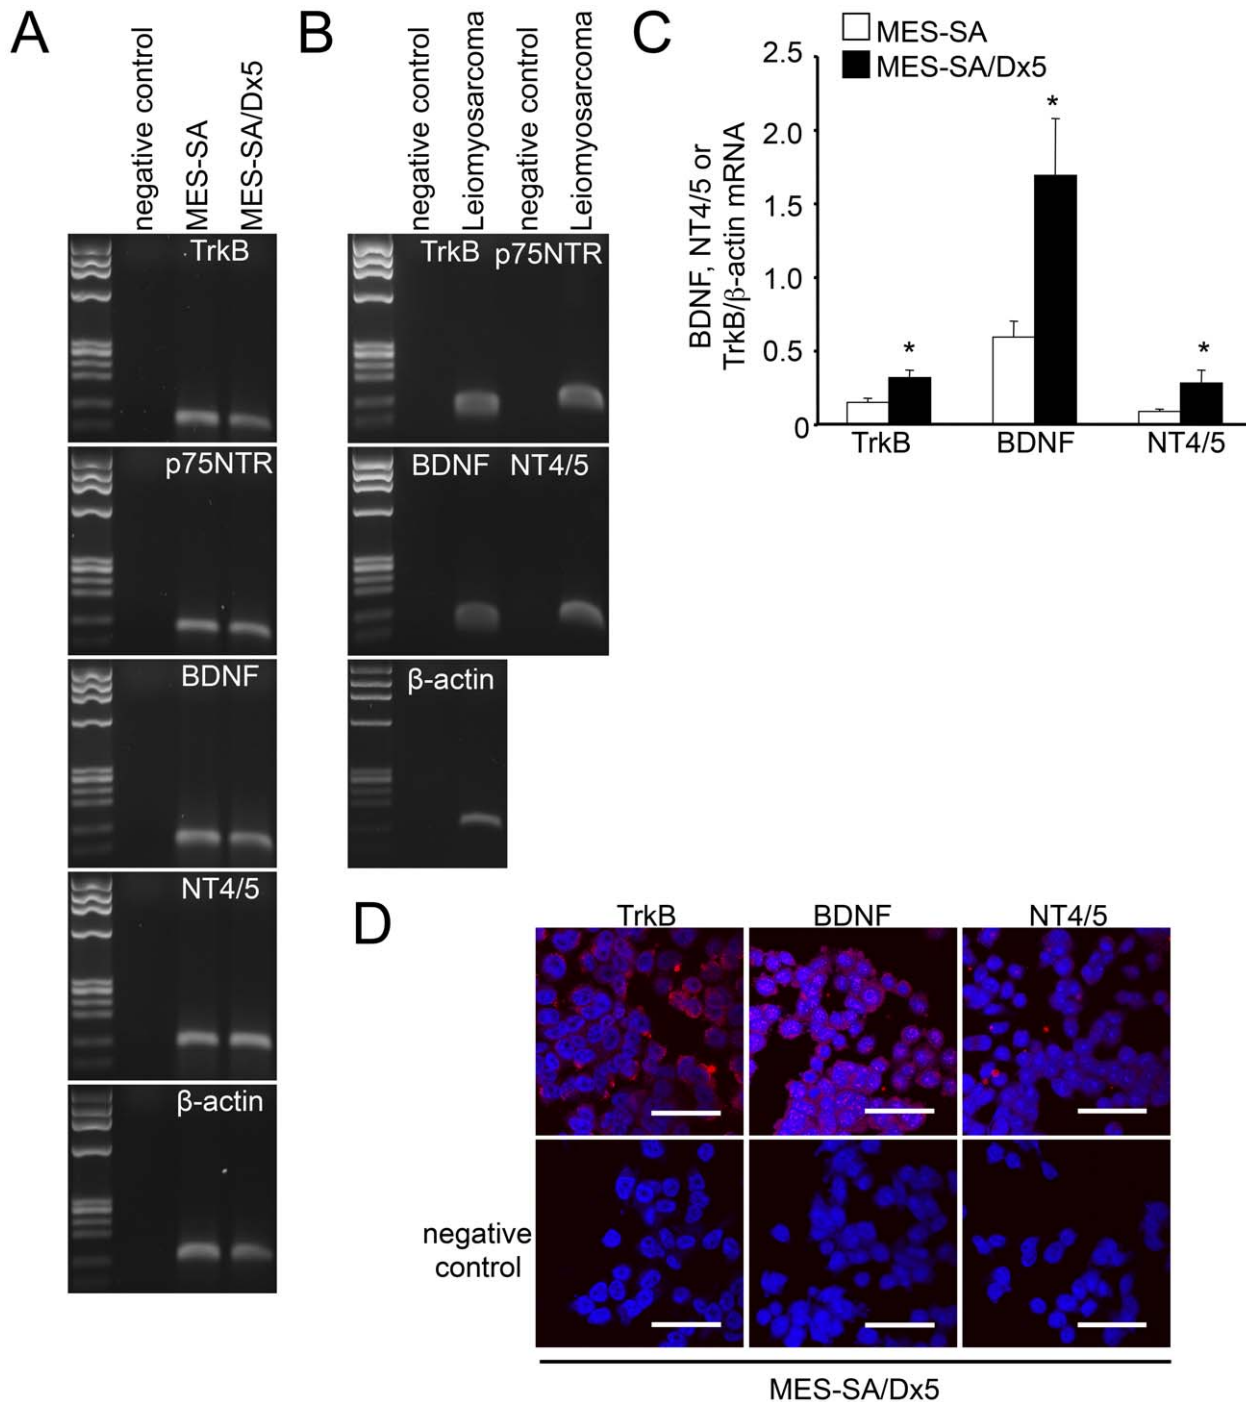 A
negative control
MES-SA
MES-SA/Dx5
TrkB
p75NTR
BDNF
NT4/5
β-actin
B
negative control
Leiomyosarcoma
negative control
Leiomyosarcoma
TrkB p75NTR
BDNF NT4/5
β-actin
C
MES-SA
MES-SA/Dx5
BDNF, NT4/5 or
TrkB/β-actin mRNA
2.5
2.0
1.5
1.0
0.5
0
* * *
TrkB BDNF NT4/5
D
TrkB BDNF NT4/5
negative
control
MES-SA/Dx5